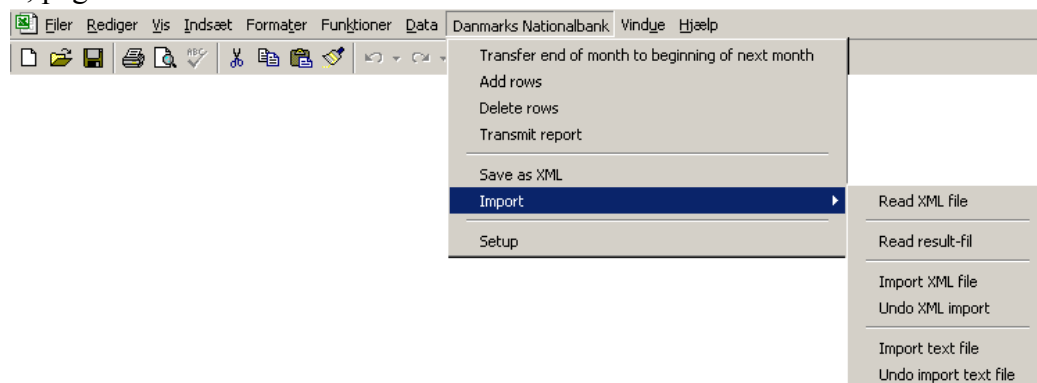 Filer Rediger Vis Indsæt Formater Funktioner Data Danmarks Nationalbank Vindue Hjælp
Transfer end of month to beginning of next month
Add rows
Delete rows
Transmit report
Save as XML
Import
Setup
Read XML file
Read result-fil
Import XML file
Undo XML import
Import text file
Undo import text file